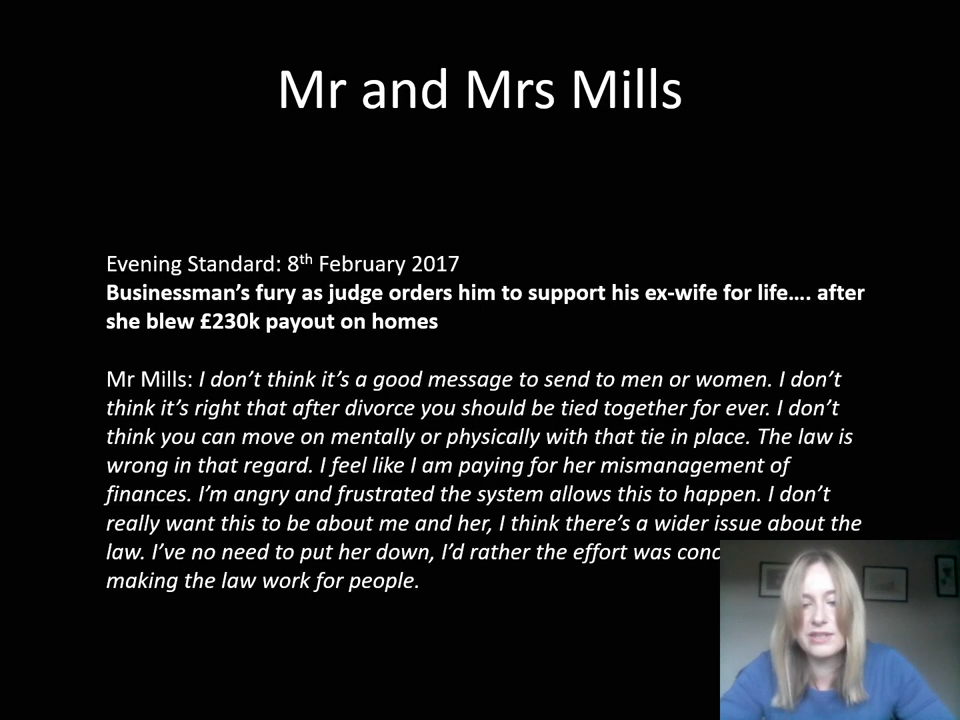 Mr and Mrs Mills
Evening Standard: 8th February 2017
Businessman’s fury as judge orders him to support his ex-wife for life…. after
she blew £230k payout on homes
Mr Mills: I don’t think it’s a good message to send to men or women. I don’t
think it’s right that after divorce you should be tied together for ever. I don’t
think you can move on mentally or physically with that tie in place. The law is
wrong in that regard. I feel like I am paying for her mismanagement of
finances. I’m angry and frustrated the system allows this to happen. I don’t
really want this to be about me and her, I think there’s a wider issue about the
law. I’ve no need to put her down, I’d rather the effort was
making the law work for people.